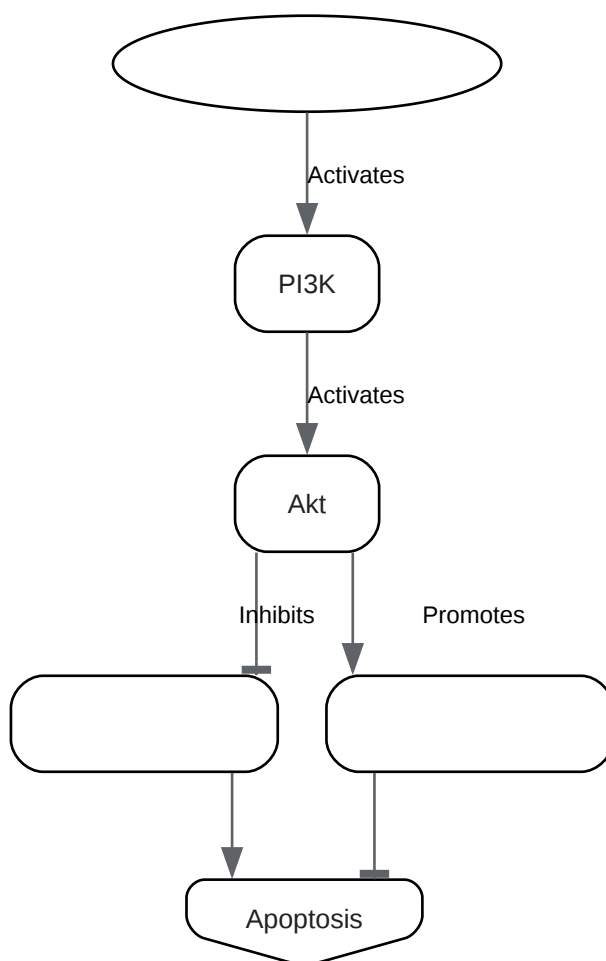 Activates
PI3K
Activates
Akt
Inhibits
Promotes
Apoptosis